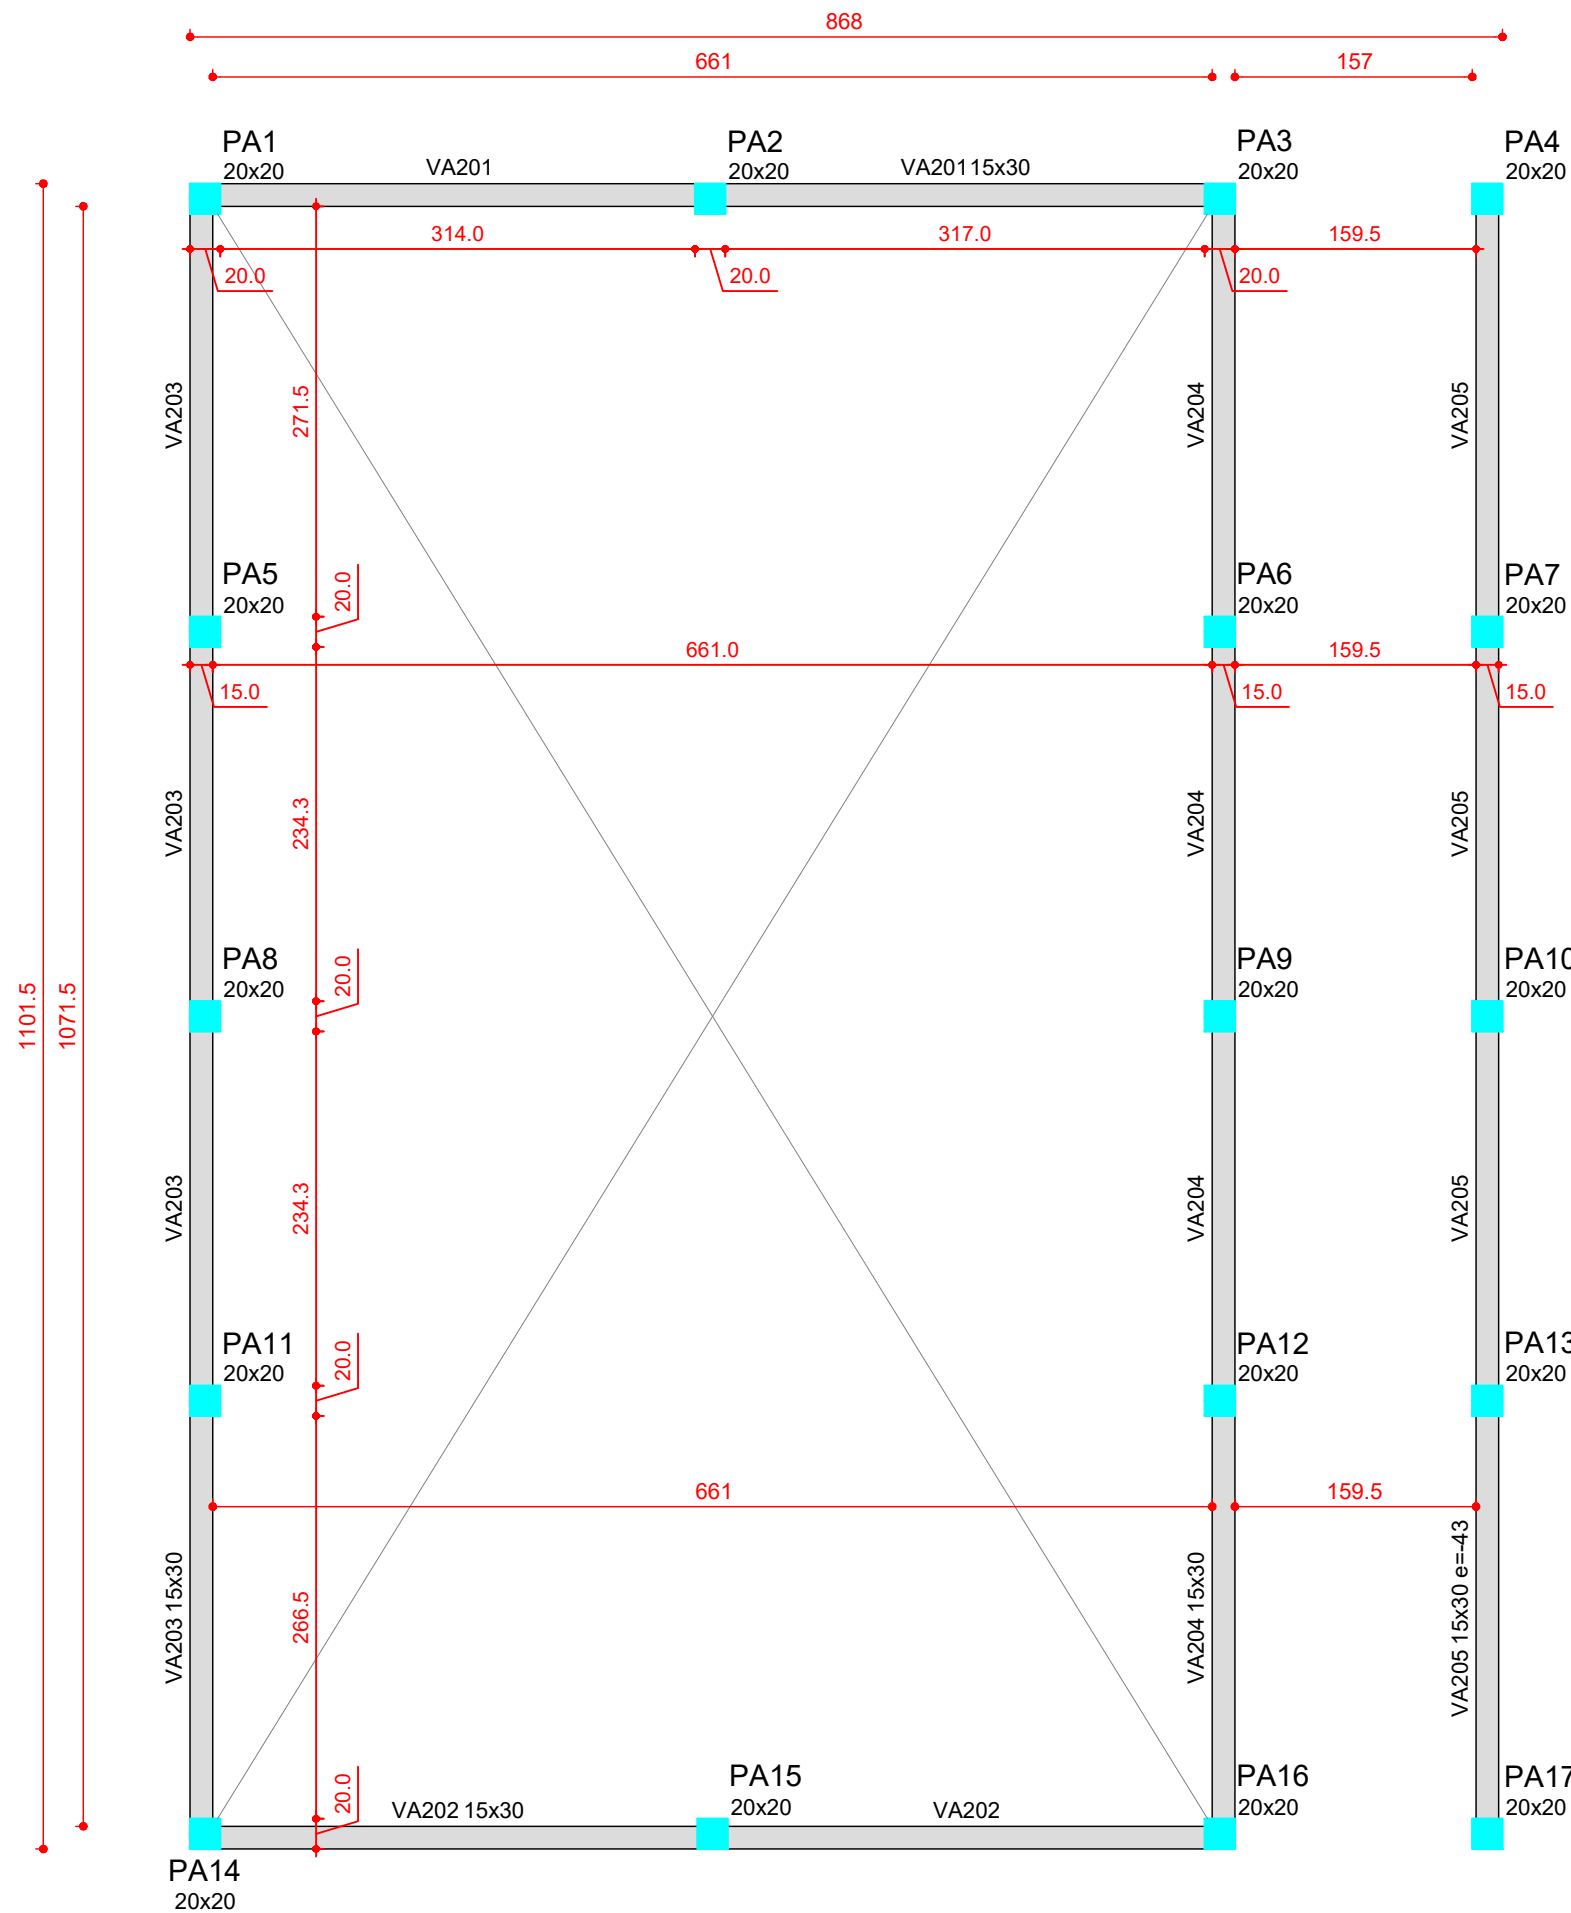 868
661
157
PA1
20x20
VA201
PA2
20x20
VA201 15x30
PA3
20x20
PA4
20x20
314.0
317.0
159.5
20.0
20.0
20.0
VA203
271.5
VA204
VA205
PA5
20x20
20.0
PA6
20x20
PA7
20x20
661.0
159.5
15.0
15.0
15.0
VA203
234.3
VA204
VA205
PA8
20x20
20.0
PA9
20x20
PA10
20x20
1101.5
1071.5
VA203
234.3
VA204
VA205
PA11
20x20
20.0
PA12
20x20
PA13
20x20
661
159.5
VA203 15x30
266.5
VA204 15x30
VA205 15x30 e=-43
20.0
VA202 15x30
PA15
20x20
VA202
PA16
20x20
PA17
20x20
PA14
20x20